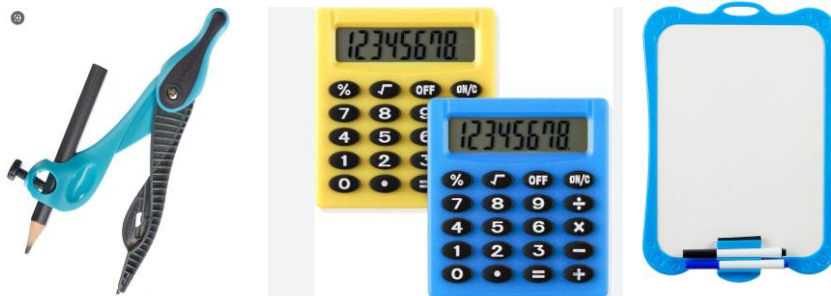 12345678.
% √ OFF ON/C
7 8 9
4 5 6
1 2 3
0 • =
12345678.
% √ OFF ON/C
7 8 9 ÷
4 5 6 ×
1 2 3 −
0 • = +